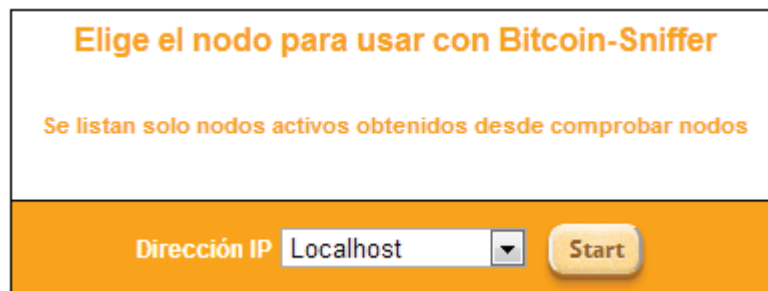 Elige el nodo para usar con Bitcoin-Sniffer
Se listan solo nodos activos obtenidos desde comprobar nodos
Dirección IP Localhost Start